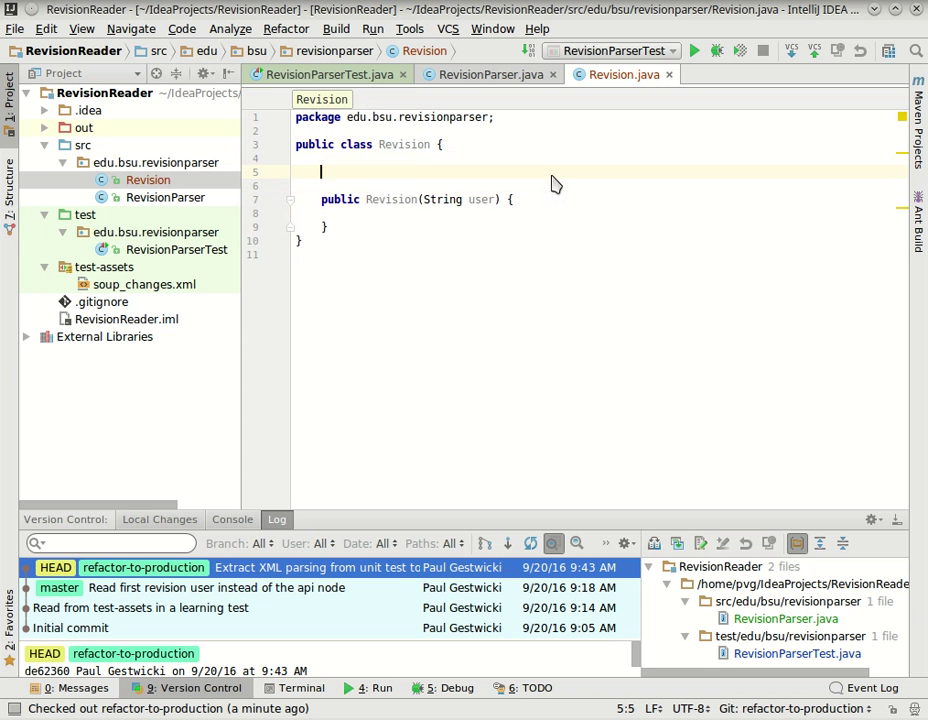 RevisionReader - [~/IdeaProjects/RevisionReader] - [RevisionReader] - ~/IdeaProjects/RevisionReader/src/edu/bsu/revisionparser/Revision.java - IntelliJ IDEA ...
File Edit View Navigate Code Analyze Refactor Build Run Tools VCS Window Help
RevisionReader src edu bsu revisionparser Revision RevisionParserTest VCS VCS
Project RevisionParserTest.java RevisionParser.java Revision.java
RevisionReader ~/IdeaProjects/
.idea
out
src
edu.bsu.revisionparser
Revision
RevisionParser
test
edu.bsu.revisionparser
RevisionParserTest
test-assets
soup_changes.xml
.gitignore
RevisionReader.iml
External Libraries
1: Project
7: Structure
2: Favorites
Revision
1 package edu.bsu.revisionparser;
2
3 public class Revision {
4
5
6
7 public Revision(String user) {
8
9 }
10 }
11
Maven Projects
Ant Build
Version Control: Local Changes Console Log
Branch: All User: All Date: All Paths: All
HEAD refactor-to-production Extract XML parsing from unit test to Paul Gestwicki 9/20/16 9:43 AM
master Read first revision user instead of the api node Paul Gestwicki 9/20/16 9:18 AM
Read from test-assets in a learning test Paul Gestwicki 9/20/16 9:14 AM
Initial commit Paul Gestwicki 9/20/16 9:05 AM
HEAD refactor-to-production
de62360 Paul Gestwicki on 9/20/16 at 9:43 AM
RevisionReader 2 files
/home/pvg/IdeaProjects/RevisionReade
src/edu/bsu/revisionparser 1 file
RevisionParser.java
test/edu/bsu/revisionparser 1 file
RevisionParserTest.java
0: Messages 9: Version Control Terminal 4: Run 5: Debug 6: TODO Event Log
Checked out refactor-to-production (a minute ago) 5:5 LF÷ UTF-8÷ Git: refactor-to-production÷